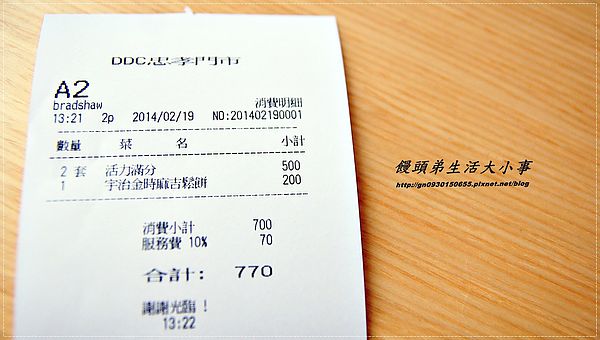 DDC忠孝門市
A2
bradshaw 消費明細
13:21 2p 2014/02/19 NO:201402190001
數量 菜 名 小計
2 套 活力滿分 500
1 宇治金時麻吉鬆餅 200
消費小計 700
服務費 10% 70
合計: 770
謝謝光臨!
13:22
饅頭弟生活大小事
http://gn0930150655.pixnet.net/blog